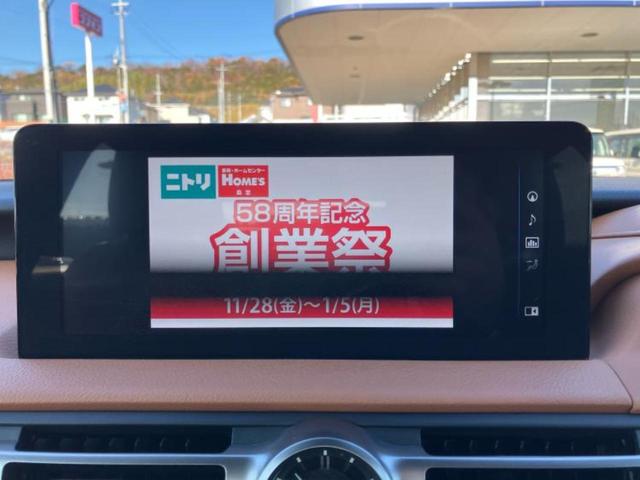 ニトリ
家具・ホームセンター
HOME'S
島忠
58周年記念
創業祭
11/28(金)～1/5(月)